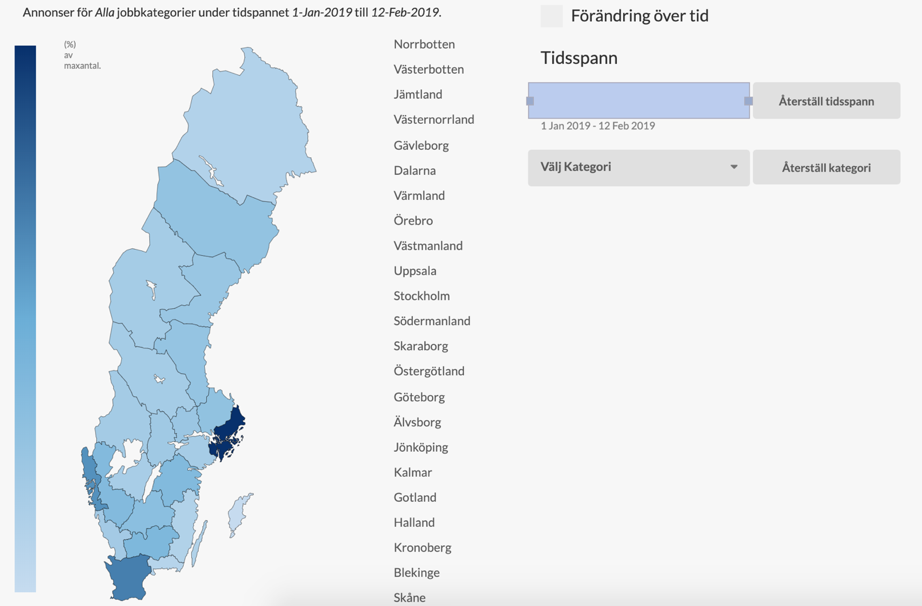 Annonser för Alla jobbkategorier under tidspannet 1-Jan-2019 till 12-Feb-2019.
(%)
av
maxantal.
Norrbotten
Västerbotten
Jämtland
Västernorrland
Gävleborg
Dalarna
Värmland
Örebro
Västmanland
Uppsala
Stockholm
Södermanland
Skaraborg
Östergötland
Göteborg
Älvsborg
Jönköping
Kalmar
Gotland
Halland
Kronoberg
Blekinge
Skåne
Förändring över tid
Tidsspann
Återställ tidsspann
1 Jan 2019 - 12 Feb 2019
Välj Kategori
Återställ kategori